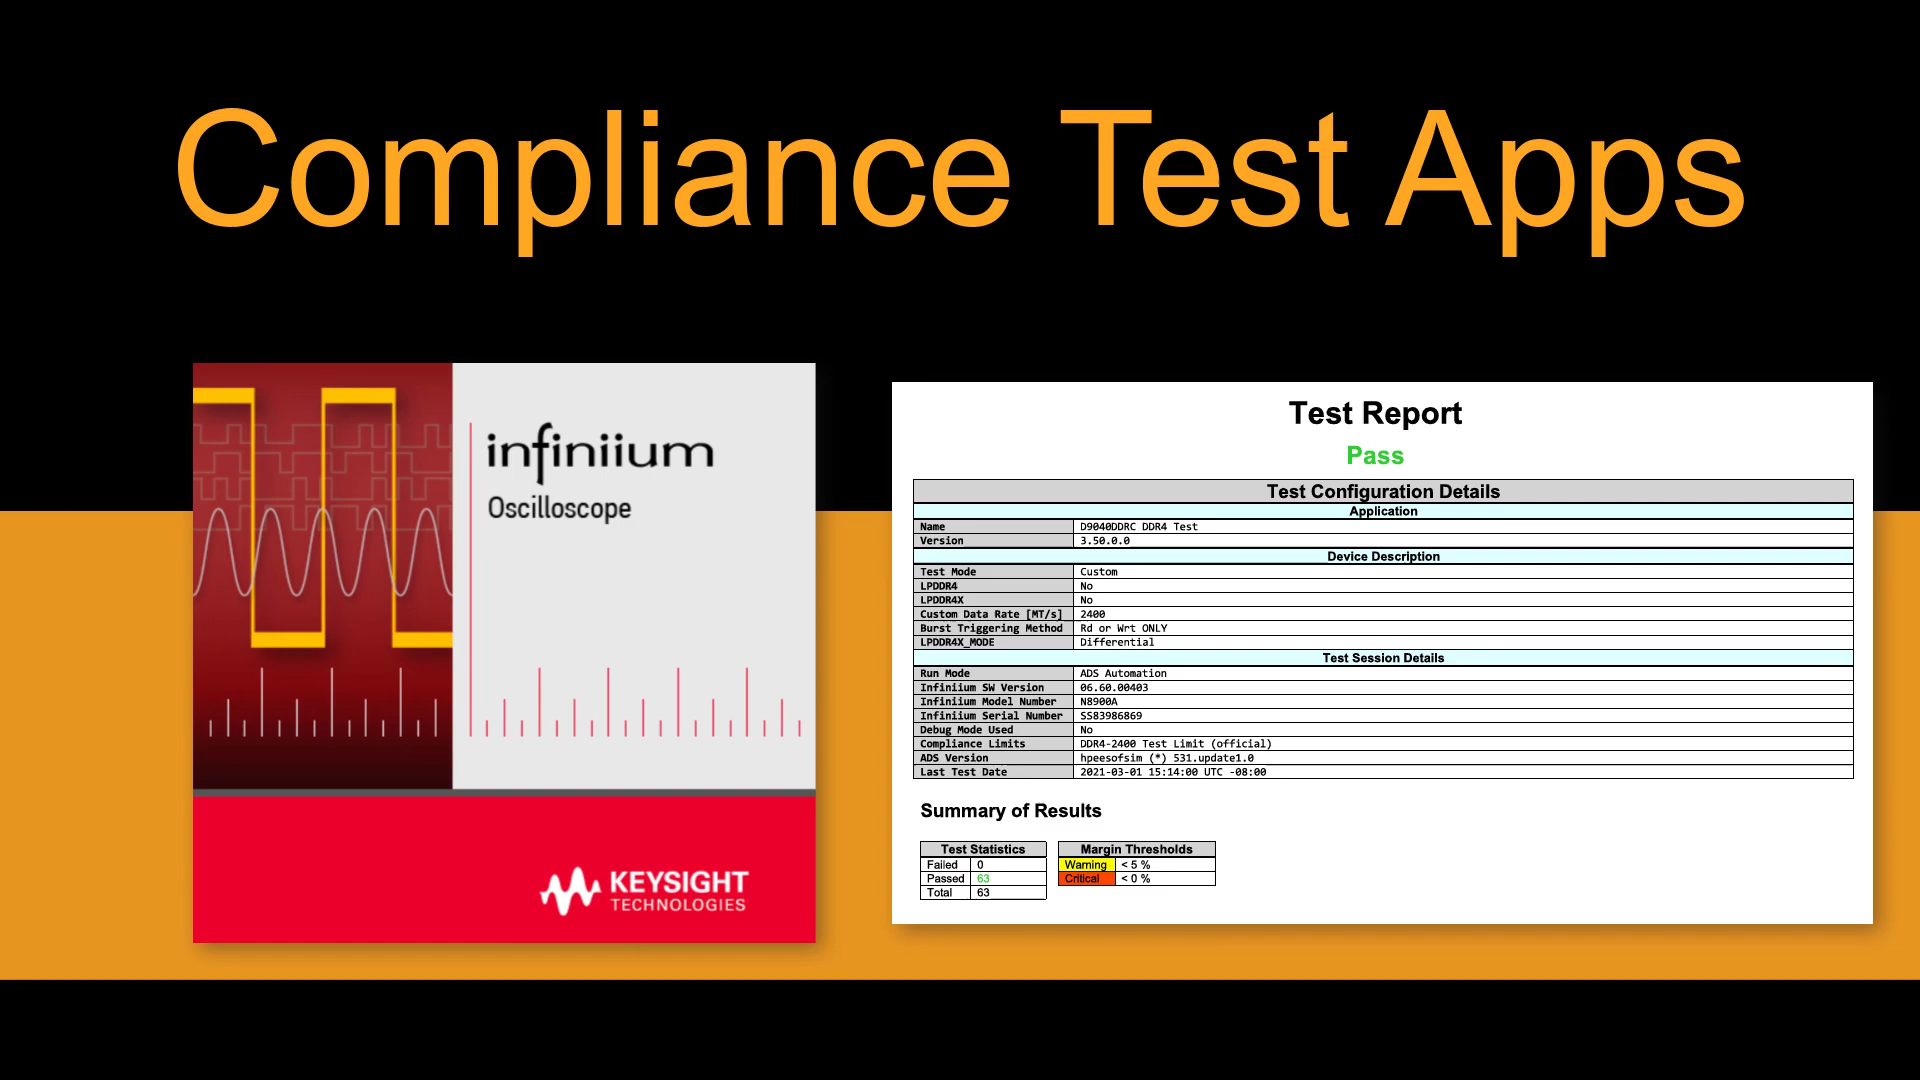 Compliance Test Apps
infiniium
Oscilloscope
KEYSIGHT
TECHNOLOGIES
Test Report
Pass
Test Configuration Details
Application
Name D9040DDRC DDR4 Test
Version 3.50.0.0
Device Description
Test Mode Custom
LPDDR4 No
LPDDR4X No
Custom Data Rate [MT/s] 2400
Burst Triggering Method Rd or Wrt ONLY
LPDDR4X_MODE Differential
Test Session Details
Run Mode ADS Automation
Infiniium SW Version 06.60.00403
Infiniium Model Number N8900A
Infiniium Serial Number SS83986869
Debug Mode Used No
Compliance Limits DDR4-2400 Test Limit (official)
ADS Version hpeesofsim (*) 531.update1.0
Last Test Date 2021-03-01 15:14:00 UTC -08:00
Summary of Results
Test Statistics
Failed 0
Passed 63
Total 63
Margin Thresholds
Warning < 5 %
Critical < 0 %